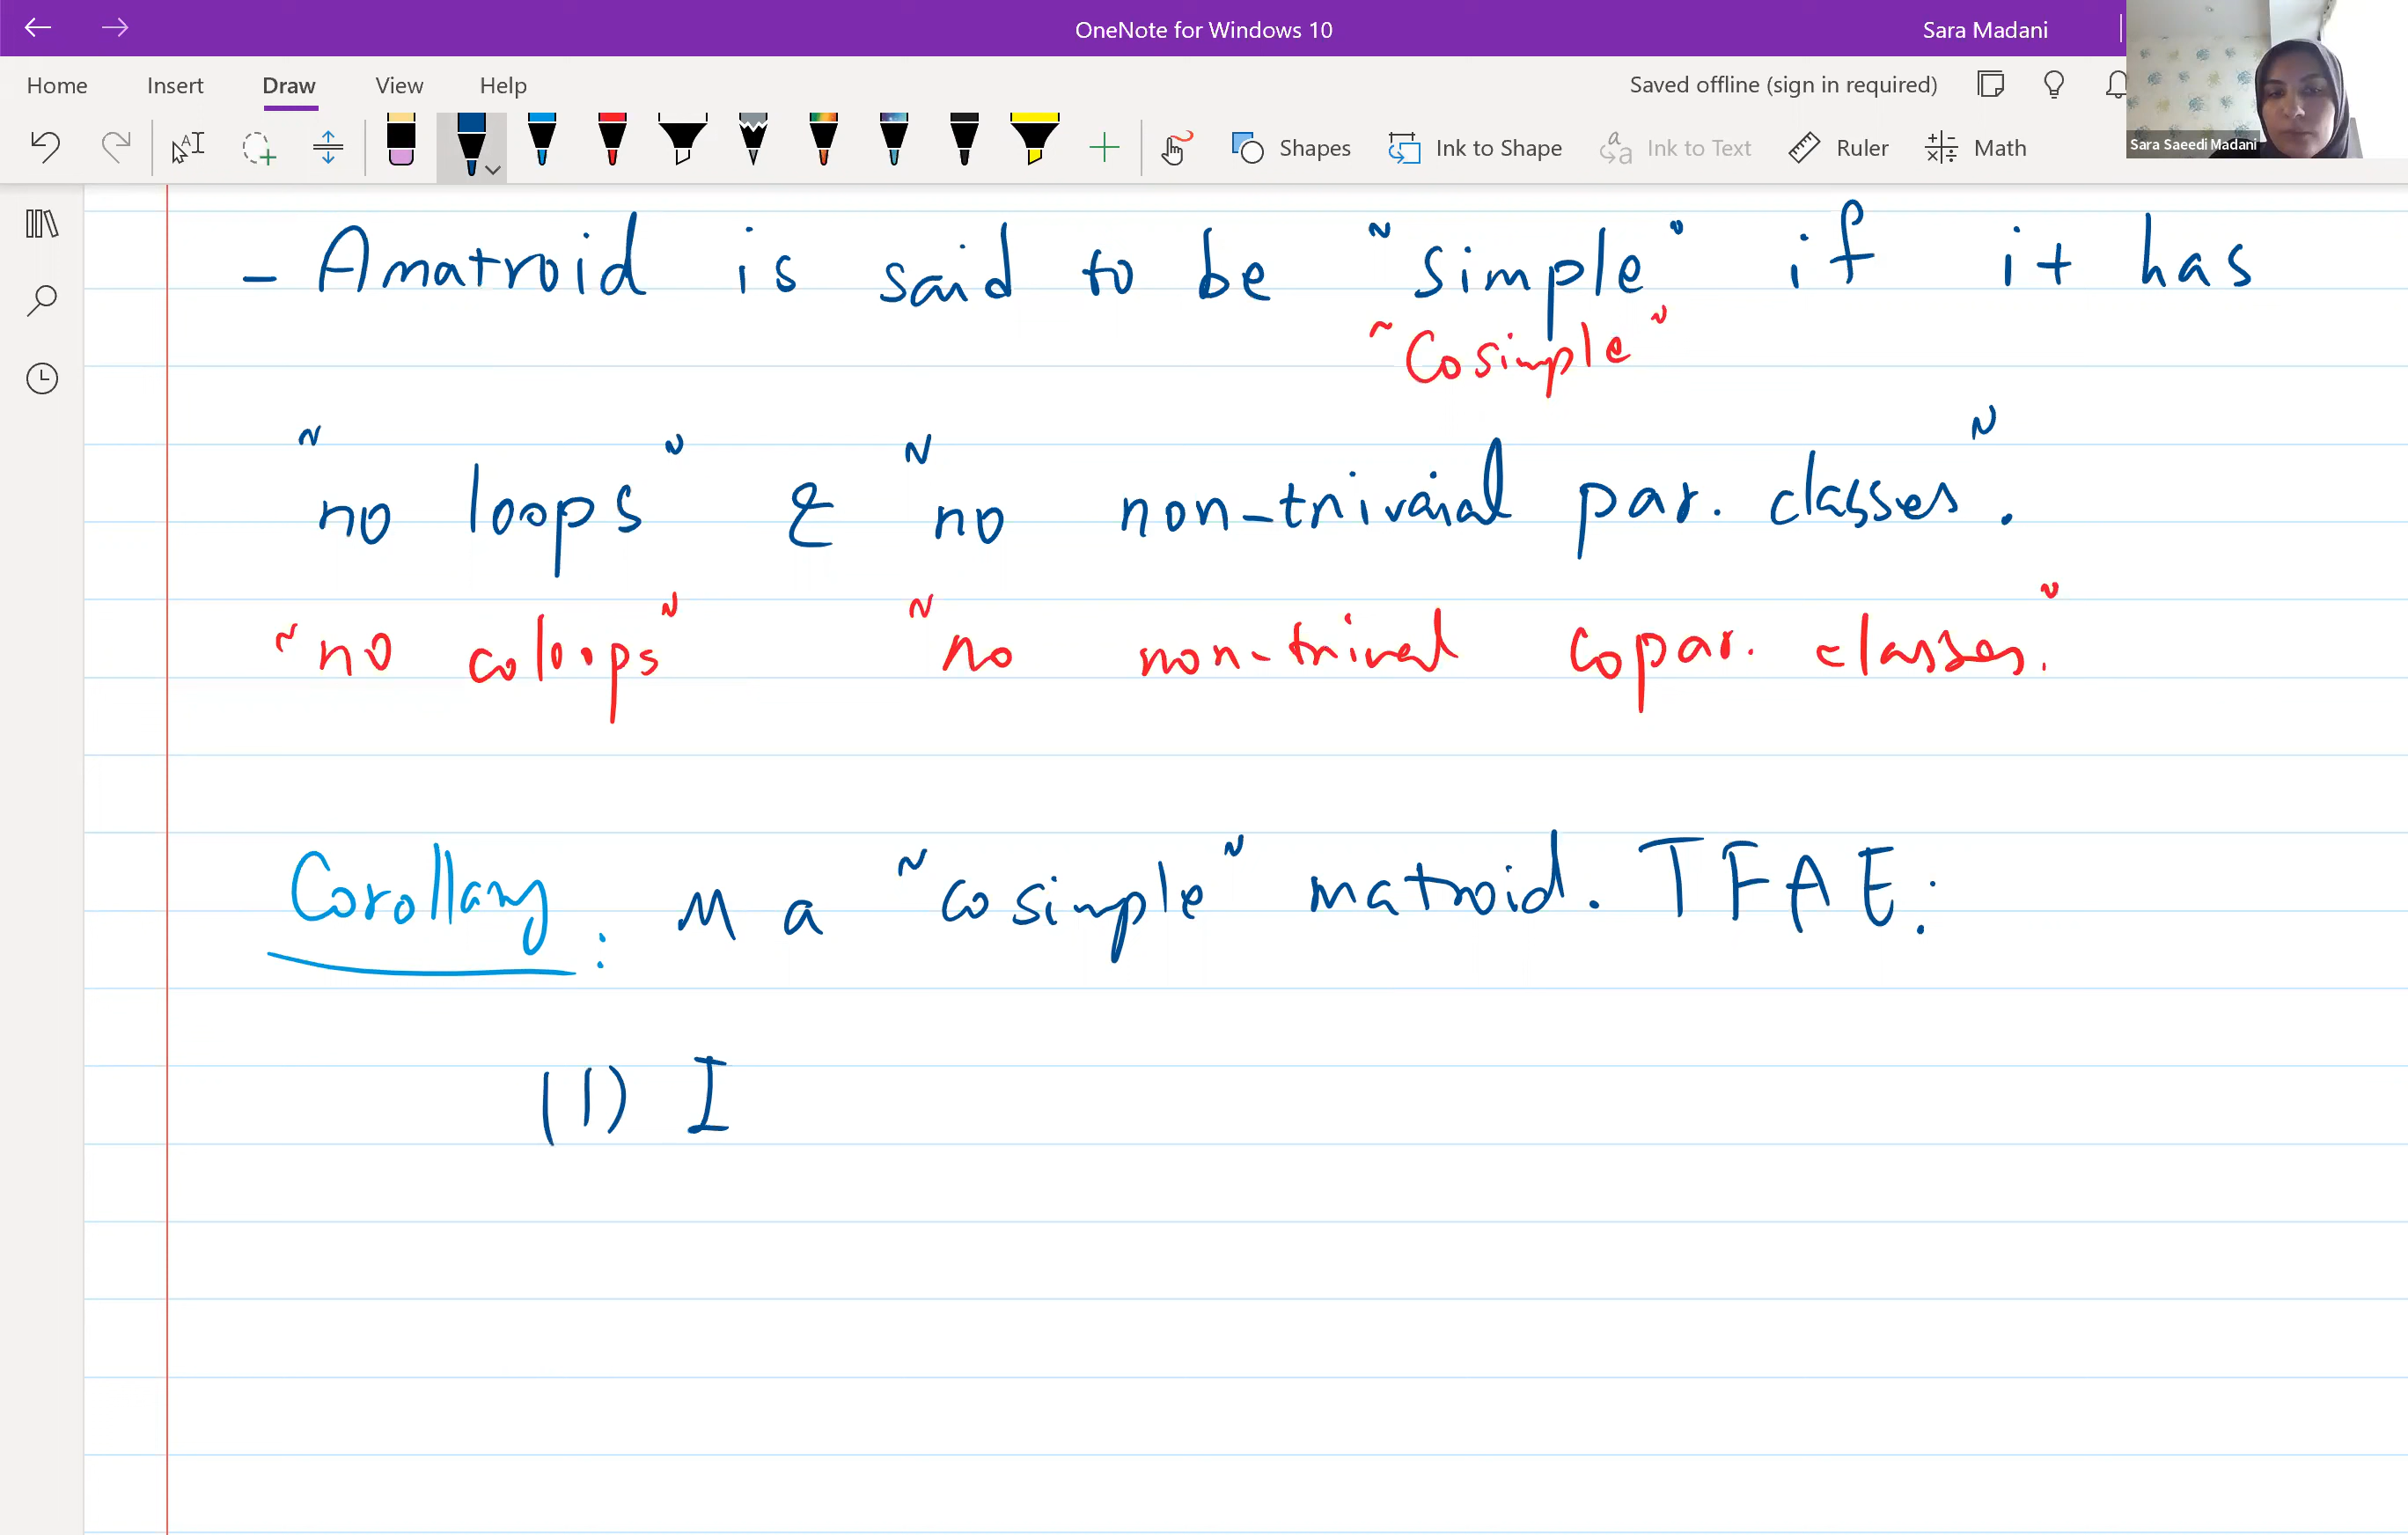 OneNote for Windows 10
Sara Madani
Home Insert Draw View Help
Saved offline (sign in required)
Shapes Ink to Shape Ink to Text Ruler Math
Sara Saeedi Madani
- A matroid is said to be "simple" if it has
"Cosimple"
"no loops" & "no non-trivial par. classes".
"no coloops" "no non-trival copar. classes."
Corollary: M a "cosimple" matroid. TFAE:
(1) I